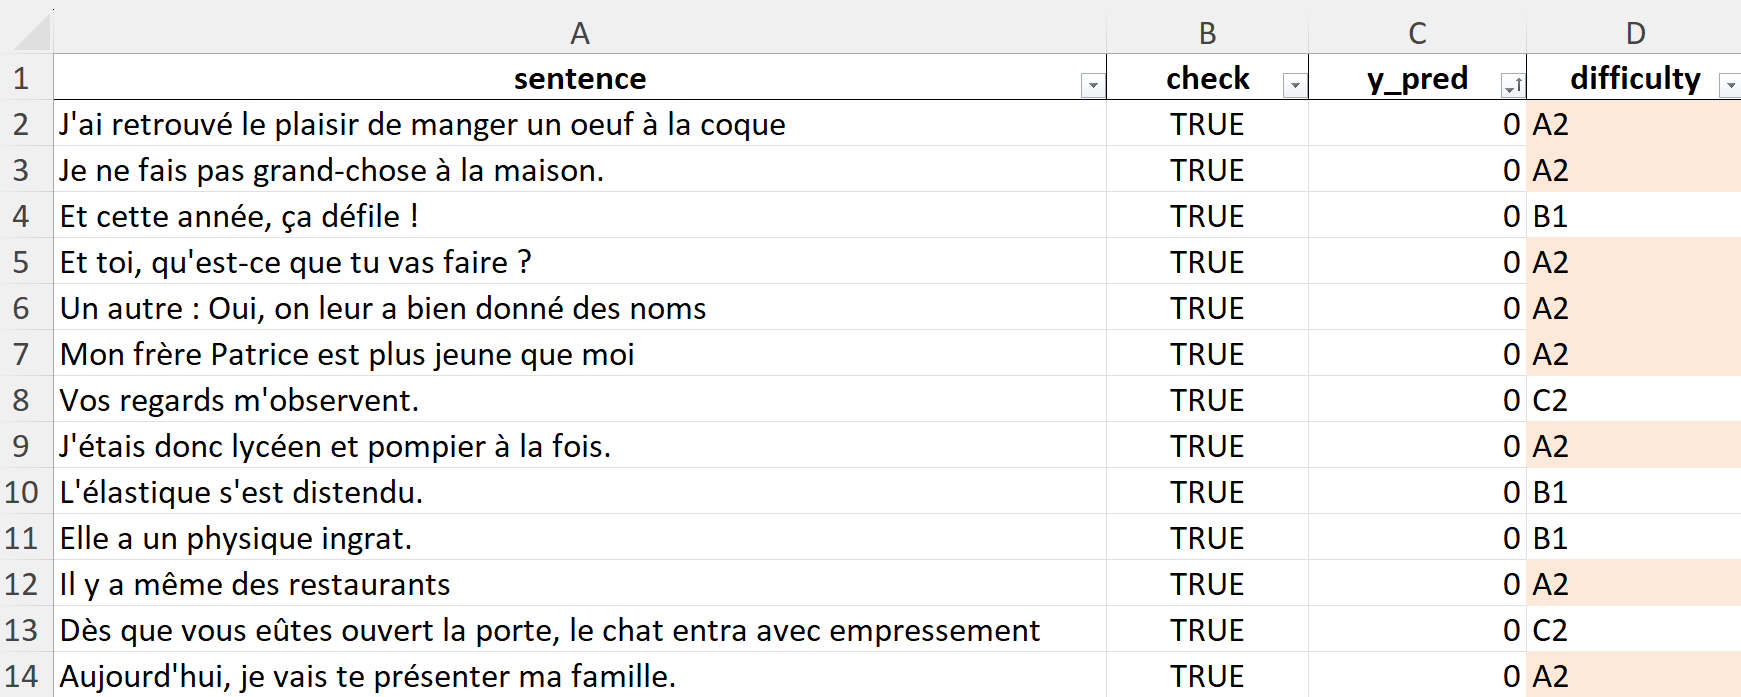 A B C D
1 sentence check y_pred difficulty
2 J'ai retrouvé le plaisir de manger un oeuf à la coque TRUE 0 A2
3 Je ne fais pas grand-chose à la maison. TRUE 0 A2
4 Et cette année, ça défile ! TRUE 0 B1
5 Et toi, qu'est-ce que tu vas faire ? TRUE 0 A2
6 Un autre : Oui, on leur a bien donné des noms TRUE 0 A2
7 Mon frère Patrice est plus jeune que moi TRUE 0 A2
8 Vos regards m'observent. TRUE 0 C2
9 J'étais donc lycéen et pompier à la fois. TRUE 0 A2
10 L'élastique s'est distendu. TRUE 0 B1
11 Elle a un physique ingrat. TRUE 0 B1
12 Il y a même des restaurants TRUE 0 A2
13 Dès que vous eûtes ouvert la porte, le chat entra avec empressement TRUE 0 C2
14 Aujourd'hui, je vais te présenter ma famille. TRUE 0 A2